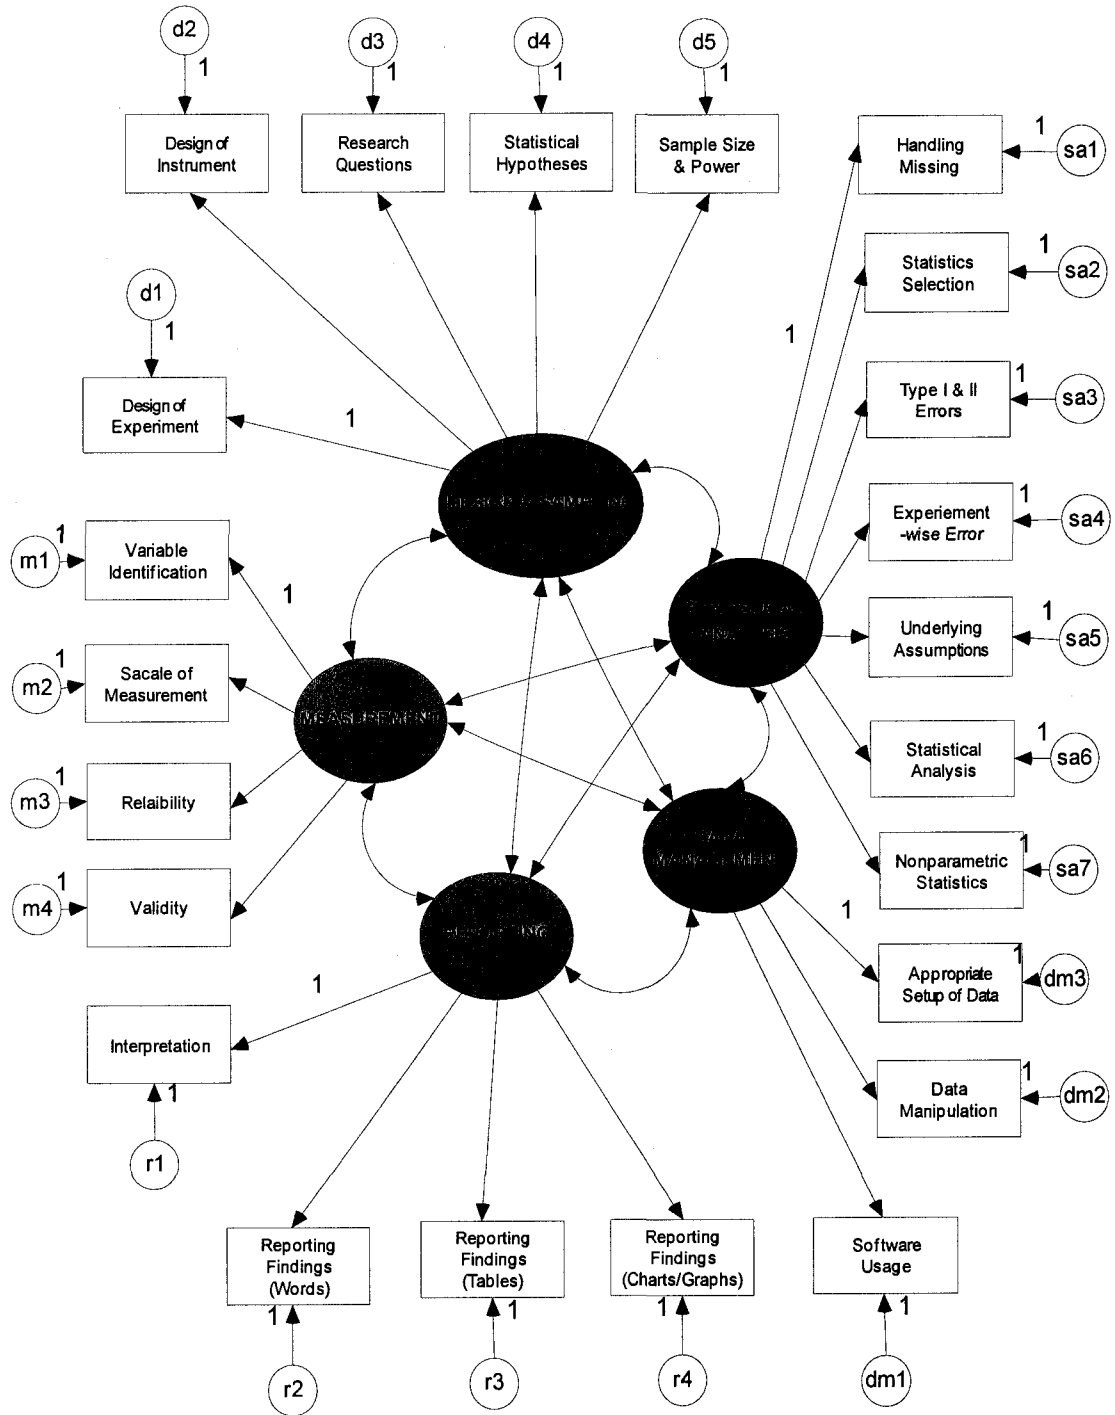 d2
d3
d4
d5
1
1
1
1
Design of
Instrument
Research
Questions
Statistical
Hypotheses
Sample Size
& Power
Handling
Missing
1
sa1
Statistics
Selection
1
sa2
d1
1
1
Type I & II
Errors
1
sa3
Design of
Experiment
1
DESIGN & SAMPLING
Experiement
-wise Error
1
sa4
m1
1
Variable
Identification
1
Underlying
Assumptions
1
sa5
m2
1
Sacale of
Measurement
MEASUREMENT
Statistical
Analysis
1
sa6
m3
1
Relaibility
MANAGEMENT
Nonparametric
Statistics
1
sa7
m4
1
Validity
1
REPORTING
Appropriate
Setup of Data
1
dm3
1
Interpretation
1
r1
Data
Manipulation
1
dm2
Reporting
Findings
(Words)
Reporting
Findings
(Tables)
Reporting
Findings
(Charts/Graphs)
Software
Usage
1
1
1
1
r2
r3
r4
dm1